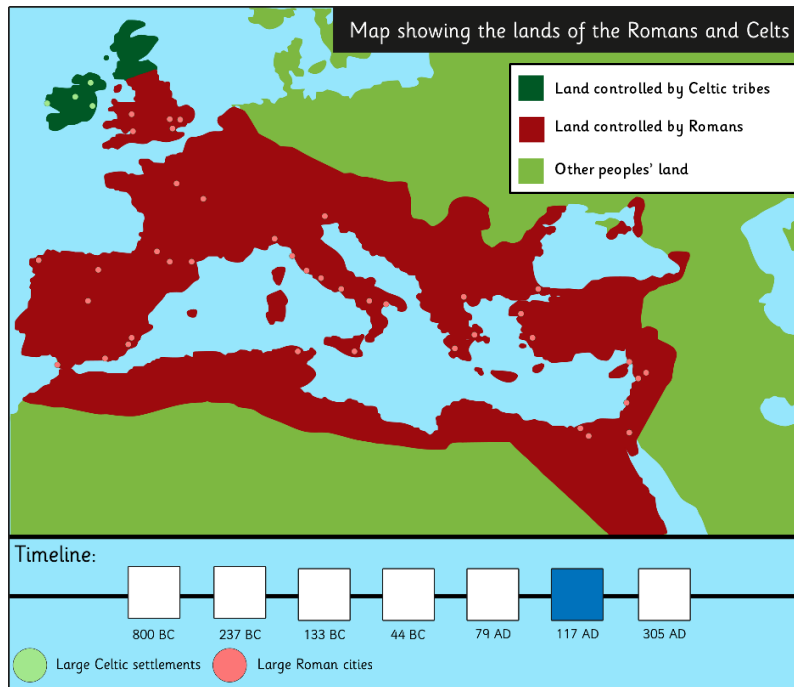 Map showing the lands of the Romans and Celts
Land controlled by Celtic tribes
Land controlled by Romans
Other peoples' land
Timeline:
800 BC
237 BC
133 BC
44 BC
79 AD
117 AD
305 AD
Large Celtic settlements
Large Roman cities